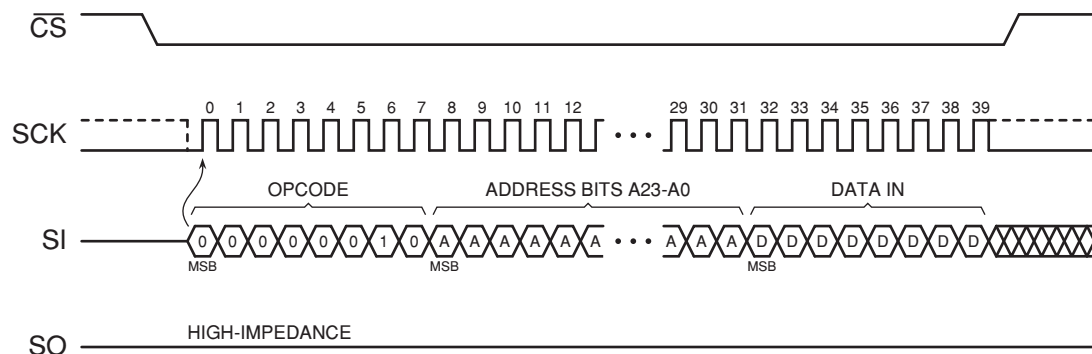 CS
0 1 2 3 4 5 6 7 8 9 10 11 12 29 30 31 32 33 34 35 36 37 38 39
SCK
OPCODE ADDRESS BITS A23-A0 DATA IN
SI 0 0 0 0 0 0 1 0 A A A A A A A A A D D D D D D D D
MSB MSB MSB
HIGH-IMPEDANCE
SO